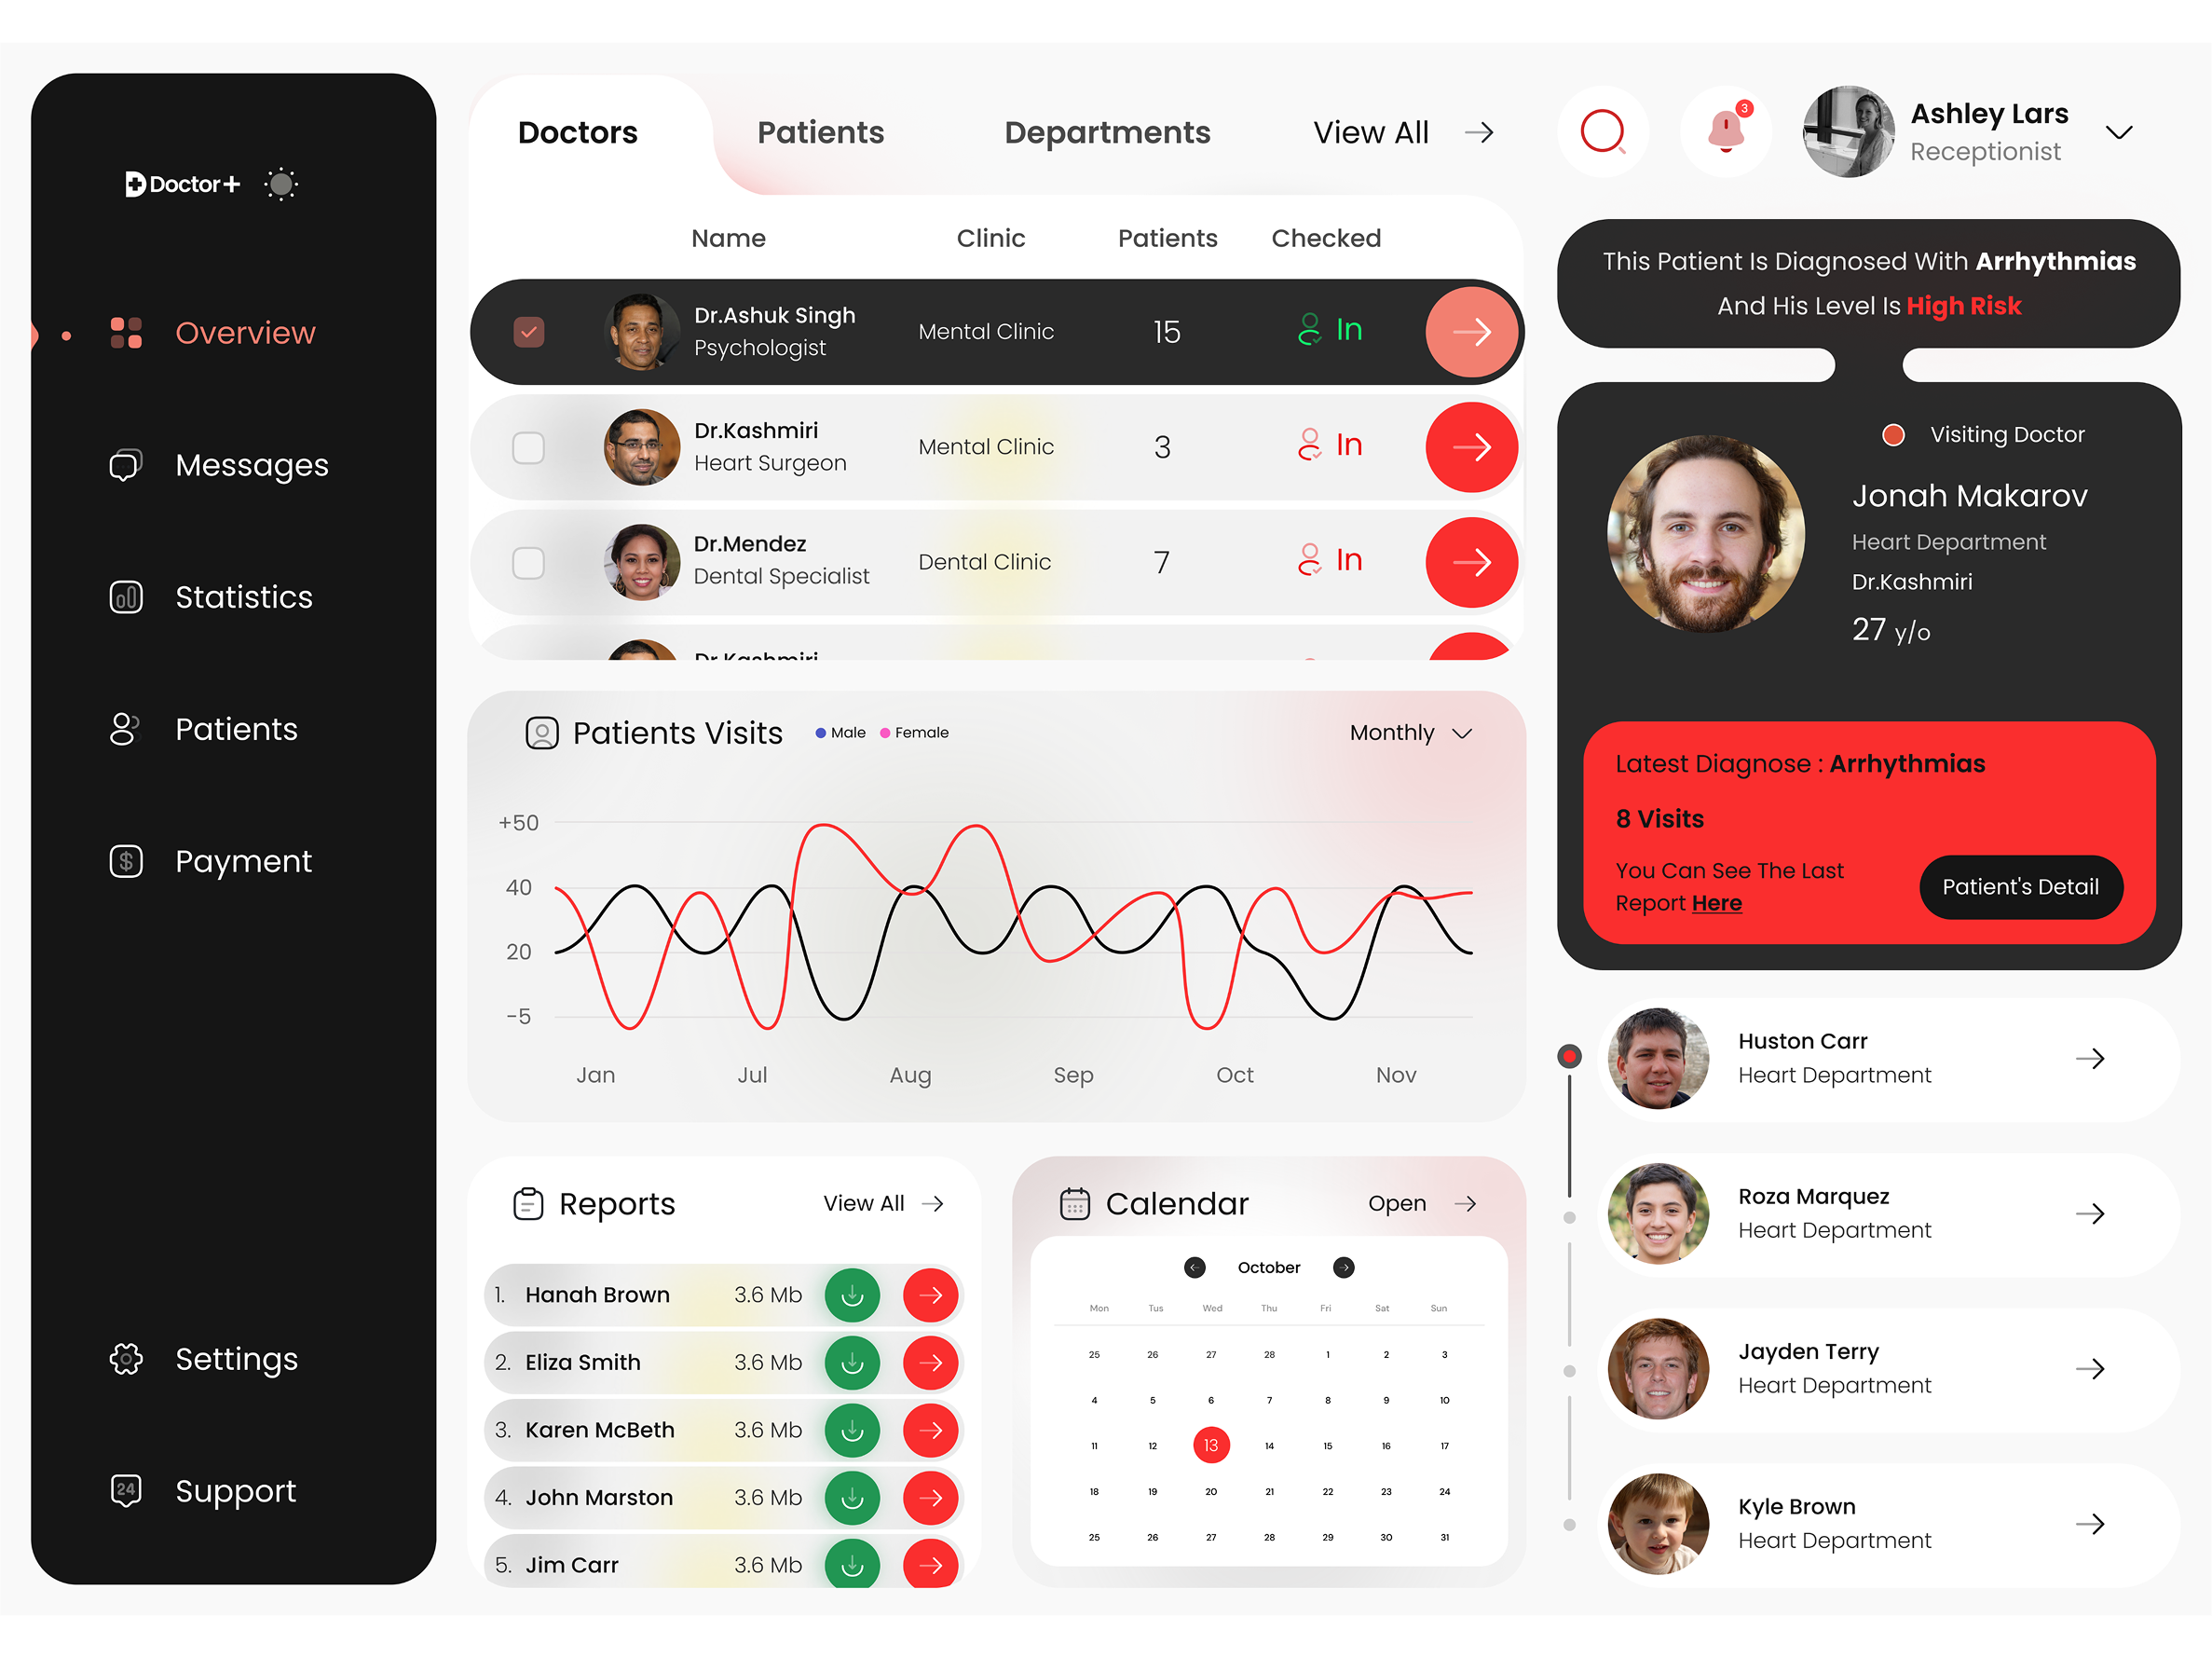 Doctor+
Overview
Messages
Statistics
Patients
$
Payment
Settings
24
Support
Doctors
Patients
Departments
View All
Name
Clinic
Patients
Checked
Dr.Ashuk Singh
Psychologist
Mental Clinic
15
In
Dr.Kashmiri
Heart Surgeon
Mental Clinic
3
In
Dr.Mendez
Dental Specialist
Dental Clinic
7
In
Dr.Kashmiri
Patients Visits
Male
Female
Monthly
+50
40
20
-5
Jan
Jul
Aug
Sep
Oct
Nov
Reports
View All
1. Hanah Brown 3.6 Mb
2. Eliza Smith 3.6 Mb
3. Karen McBeth 3.6 Mb
4. John Marston 3.6 Mb
5. Jim Carr 3.6 Mb
Calendar
Open
October
Mon Tus Wed Thu Fri Sat Sun
25 26 27 28 1 2 3
4 5 6 7 8 9 10
11 12 13 14 15 16 17
18 19 20 21 22 23 24
25 26 27 28 29 30 31
3
Ashley Lars
Receptionist
This Patient Is Diagnosed With Arrhythmias
And His Level Is High Risk
Visiting Doctor
Jonah Makarov
Heart Department
Dr.Kashmiri
27 y/o
Latest Diagnose : Arrhythmias
8 Visits
You Can See The Last
Report Here
Patient's Detail
Huston Carr
Heart Department
Roza Marquez
Heart Department
Jayden Terry
Heart Department
Kyle Brown
Heart Department